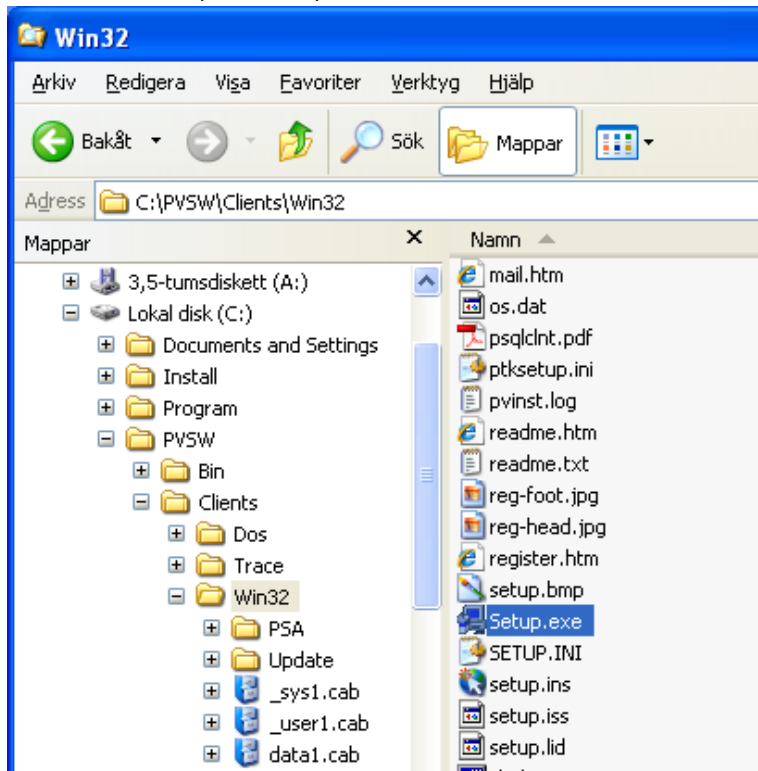 Win32
Arkiv Redigera Visa Favoriter Verktyg Hjälp
Bakåt Sök Mappar
Adress C:\PVSW\Clients\Win32
Mappar
3,5-tumsdiskett (A:)
Lokal disk (C:)
Documents and Settings
Install
Program
PVSW
Bin
Clients
Dos
Trace
Win32
PSA
Update
_sys1.cab
_user1.cab
data1.cab
Namn
mail.htm
os.dat
psqlclnt.pdf
ptksetup.ini
pvinst.log
readme.htm
readme.txt
reg-foot.jpg
reg-head.jpg
register.htm
setup.bmp
Setup.exe
SETUP.INI
setup.ins
setup.iss
setup.lid